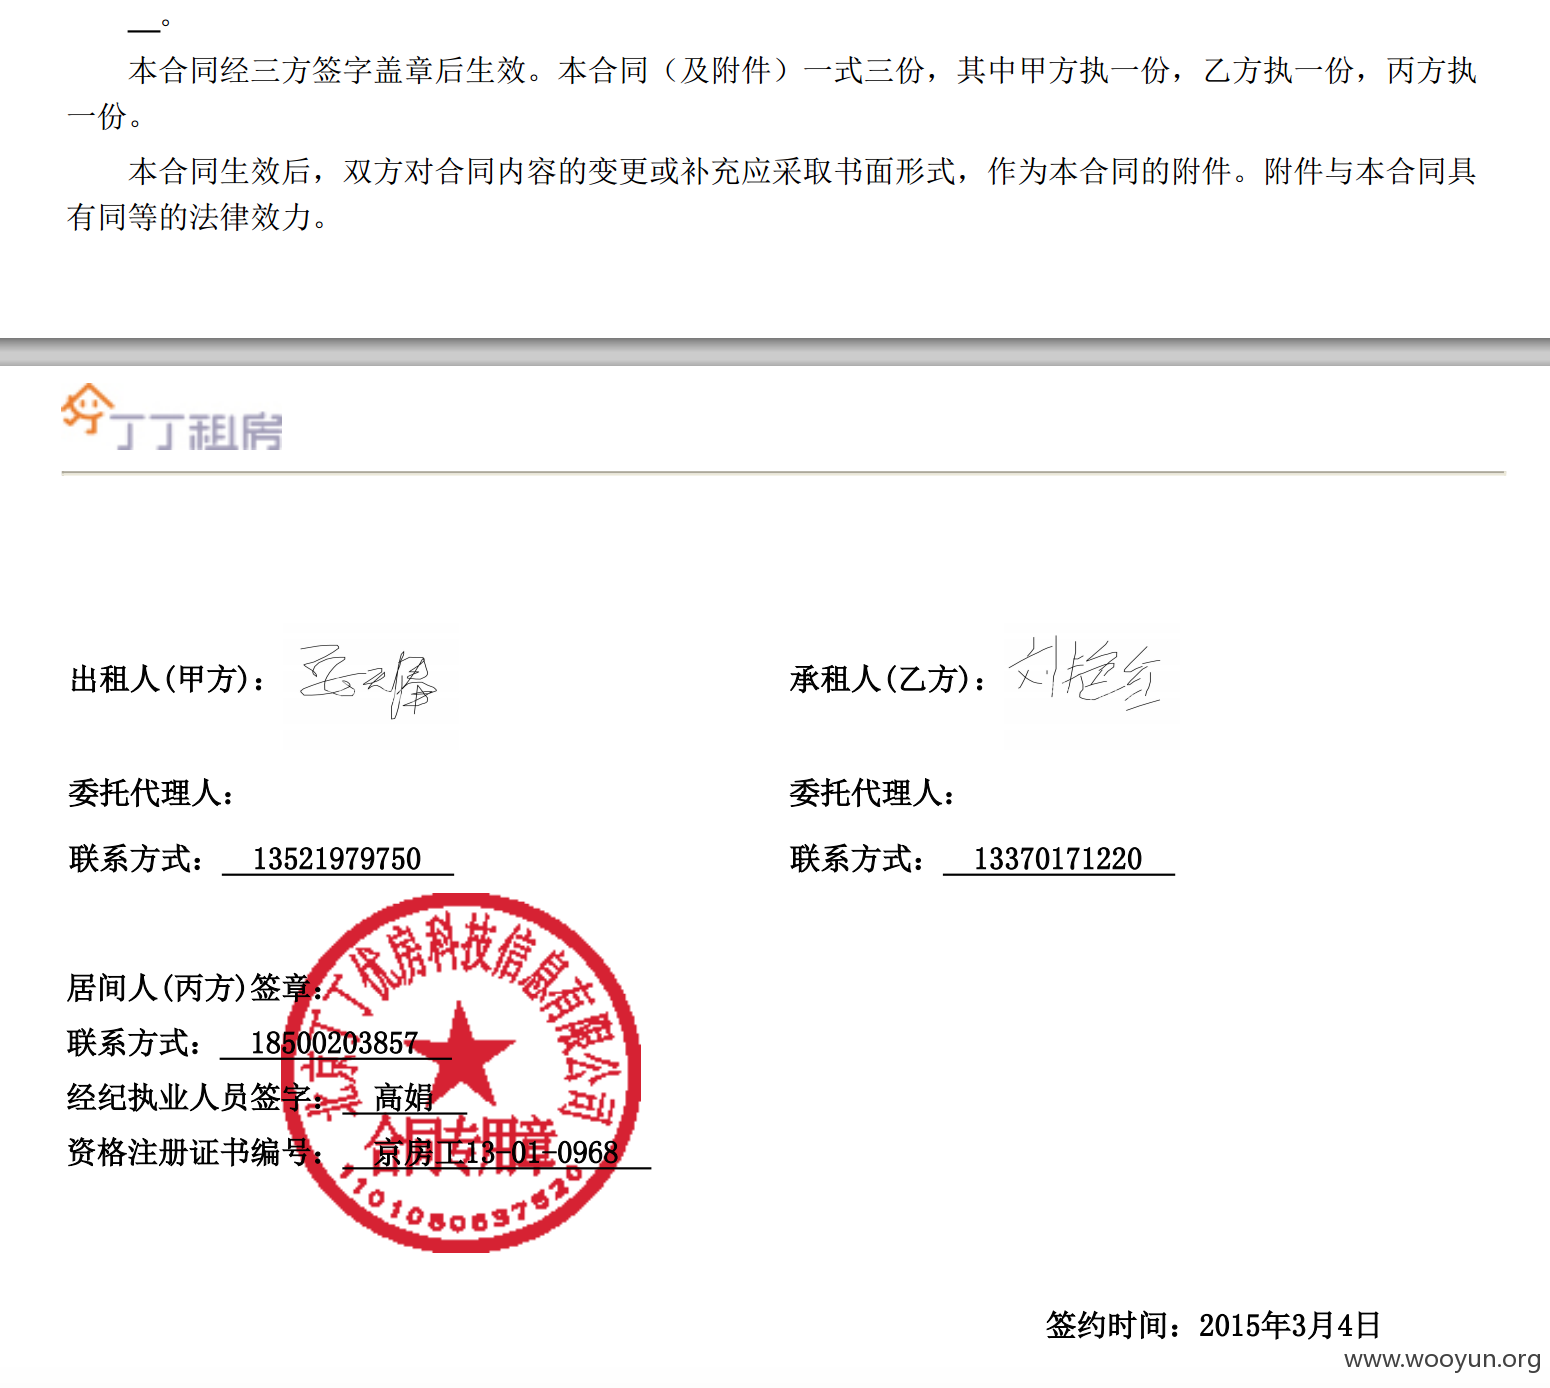 。
本合同经三方签字盖章后生效。本合同（及附件）一式三份，其中甲方执一份，乙方执一份，丙方执
一份。
本合同生效后，双方对合同内容的变更或补充应采取书面形式，作为本合同的附件。附件与本合同具
有同等的法律效力。
丁丁租房
出租人(甲方)：
承租人(乙方)： 刘艳红
委托代理人：
委托代理人：
联系方式： 13521979750
联系方式： 13370171220
居间人(丙方)签章：
联系方式： 18500203857
经纪执业人员签字： 高娟
资格注册证书编号： 京房工13-01-0968
北京丁丁优房科技信息有限公司
合同专用章
签约时间：2015年3月4日
www.wooyun.org